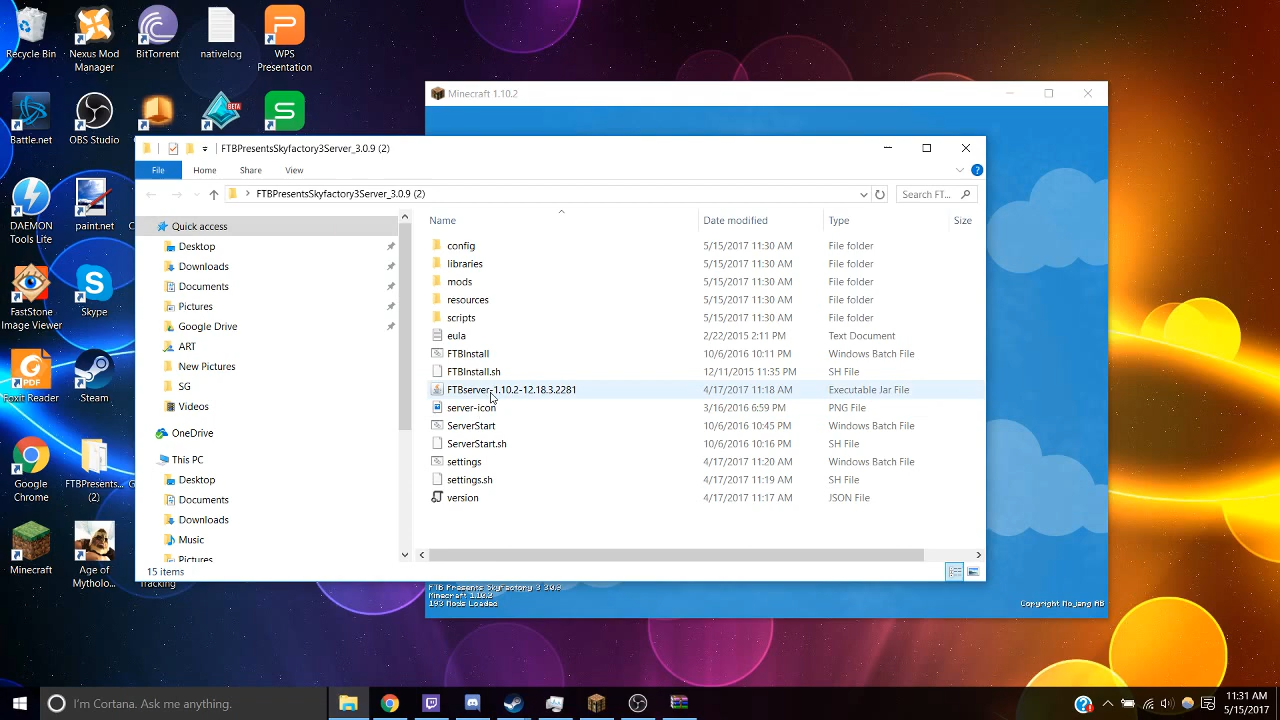 Recycle Bin
Nexus Mod
Manager
BitTorrent
nativelog
WPS
Presentation
Battle.net
OBS Studio
BETA
DAEMON
Tools Lite
paint.net
FastStone
Image Viewer
Skype
PDF
Foxit Reader
Steam
Google
Chrome
FTBPresents...
(2)
Minecraft
Age of
Mytholo...
Tracking
Minecraft 1.10.2
FTBPresentsSkyfactory3Server_3.0.9 (2)
File
Home
Share
View
FTBPresentsSkyfactory3Server_3.0.9 (2)
Search FT...
Name
Date modified
Type
Size
Quick access
Desktop
Downloads
Documents
Pictures
Google Drive
ART
New Pictures
SG
Videos
OneDrive
This PC
Desktop
Documents
Downloads
Music
Pictures
config 5/15/2017 11:30 AM File folder
libraries 5/15/2017 11:30 AM File folder
mods 5/15/2017 11:30 AM File folder
resources 5/15/2017 11:30 AM File folder
scripts 5/15/2017 11:30 AM File folder
eula 2/22/2015 2:11 PM Text Document
FTBInstall 10/6/2016 10:11 PM Windows Batch File
FTBInstall.sh 12/11/2015 11:35 PM SH File
FTBserver-1.10.2-12.18.3.2281 4/17/2017 11:18 AM Executable Jar File
server-icon 3/16/2016 6:59 PM PNG File
ServerStart 10/6/2016 10:45 PM Windows Batch File
ServerStart.sh 10/6/2016 10:16 PM SH File
settings 4/17/2017 11:20 AM Windows Batch File
settings.sh 4/17/2017 11:19 AM SH File
version 4/17/2017 11:17 AM JSON File
15 items
FTB Presents Skyfactory 3 3.0.9
Minecraft 1.10.2
193 Mods Loaded
Copyright Mojang AB
I'm Cortana. Ask me anything.
11:31 AM
5/15/2017